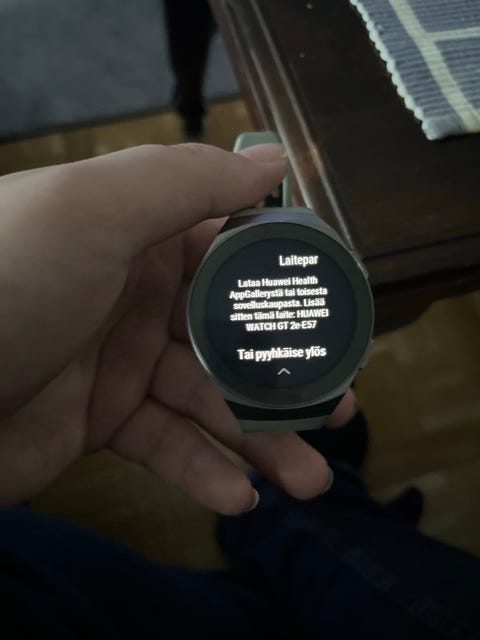 Laitepar
Lataa Huawei Health
AppGallerystä tai toisesta
sovelluskaupasta. Lisää
sitten tämä laite: HUAWEI
WATCH GT 2e-E57
Tai pyyhkäise ylös